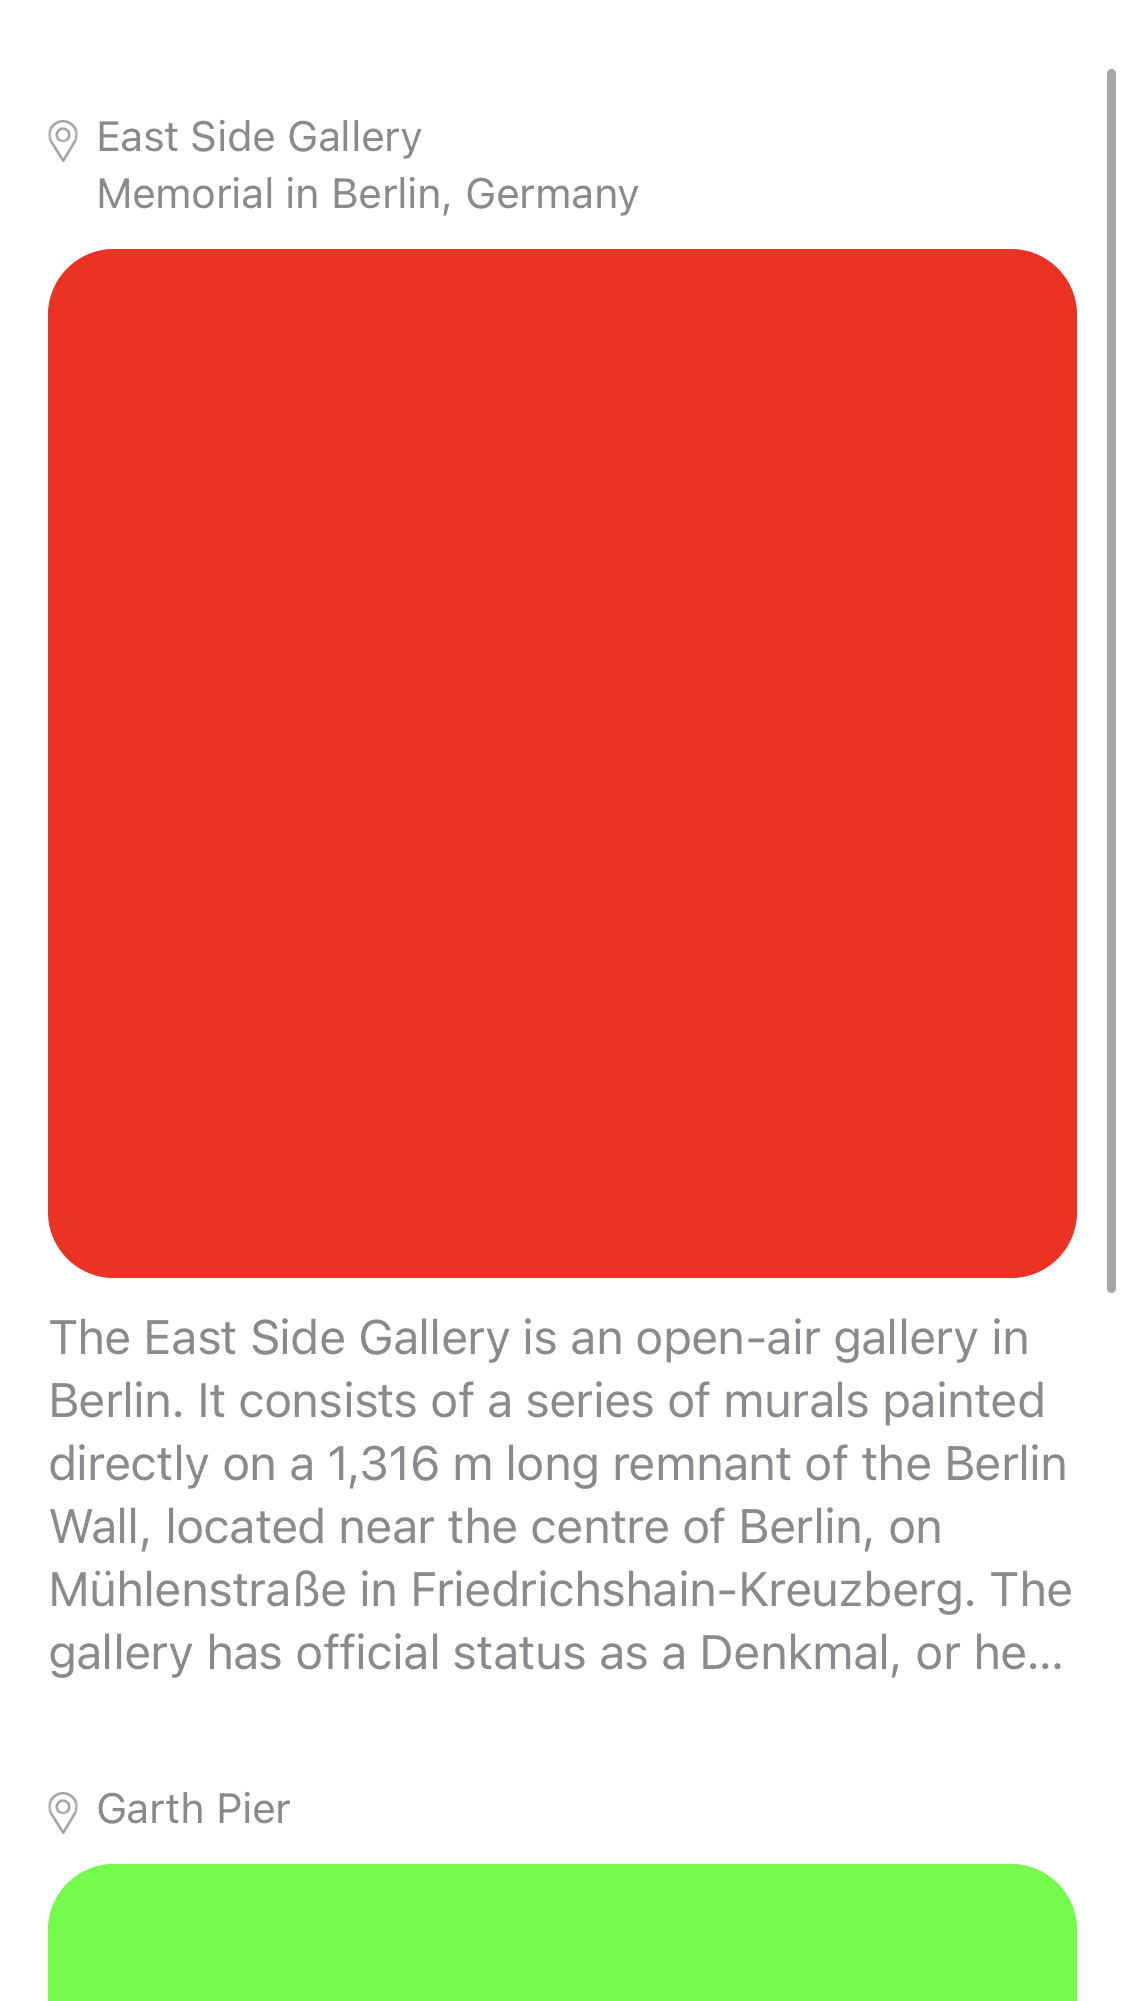 East Side Gallery
Memorial in Berlin, Germany
The East Side Gallery is an open-air gallery in
Berlin. It consists of a series of murals painted
directly on a 1,316 m long remnant of the Berlin
Wall, located near the centre of Berlin, on
Mühlenstraße in Friedrichshain-Kreuzberg. The
gallery has official status as a Denkmal, or he...
Garth Pier